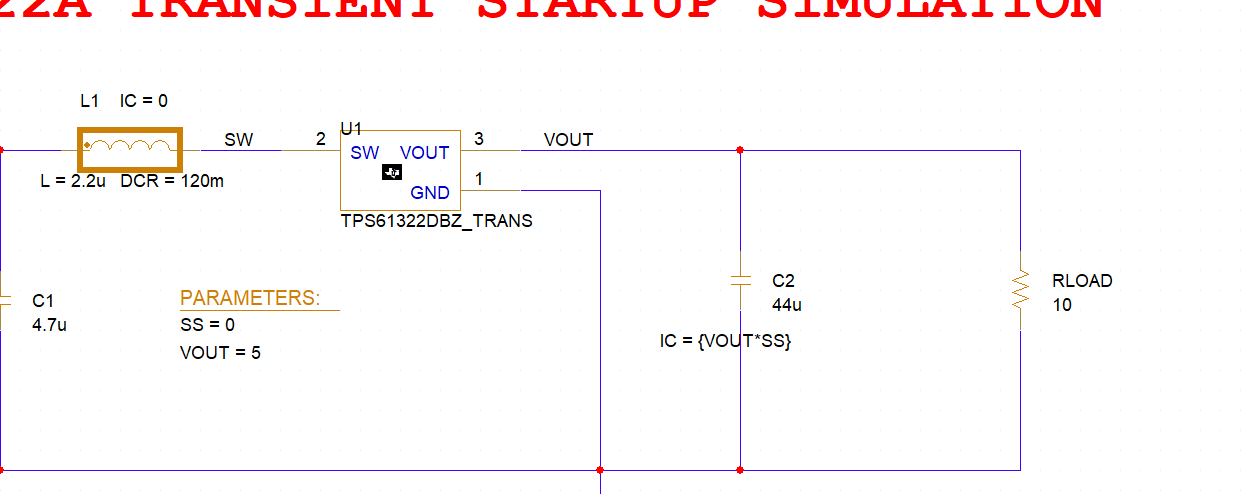 22A TRANSIENT STARTUP SIMULATION
L1 IC = 0
SW
2
U1
3
VOUT
SW VOUT
L = 2.2u DCR = 120m
1
GND
TPS61322DBZ_TRANS
C1
4.7u
PARAMETERS:
SS = 0
VOUT = 5
C2
44u
IC = {VOUT*SS}
RLOAD
10